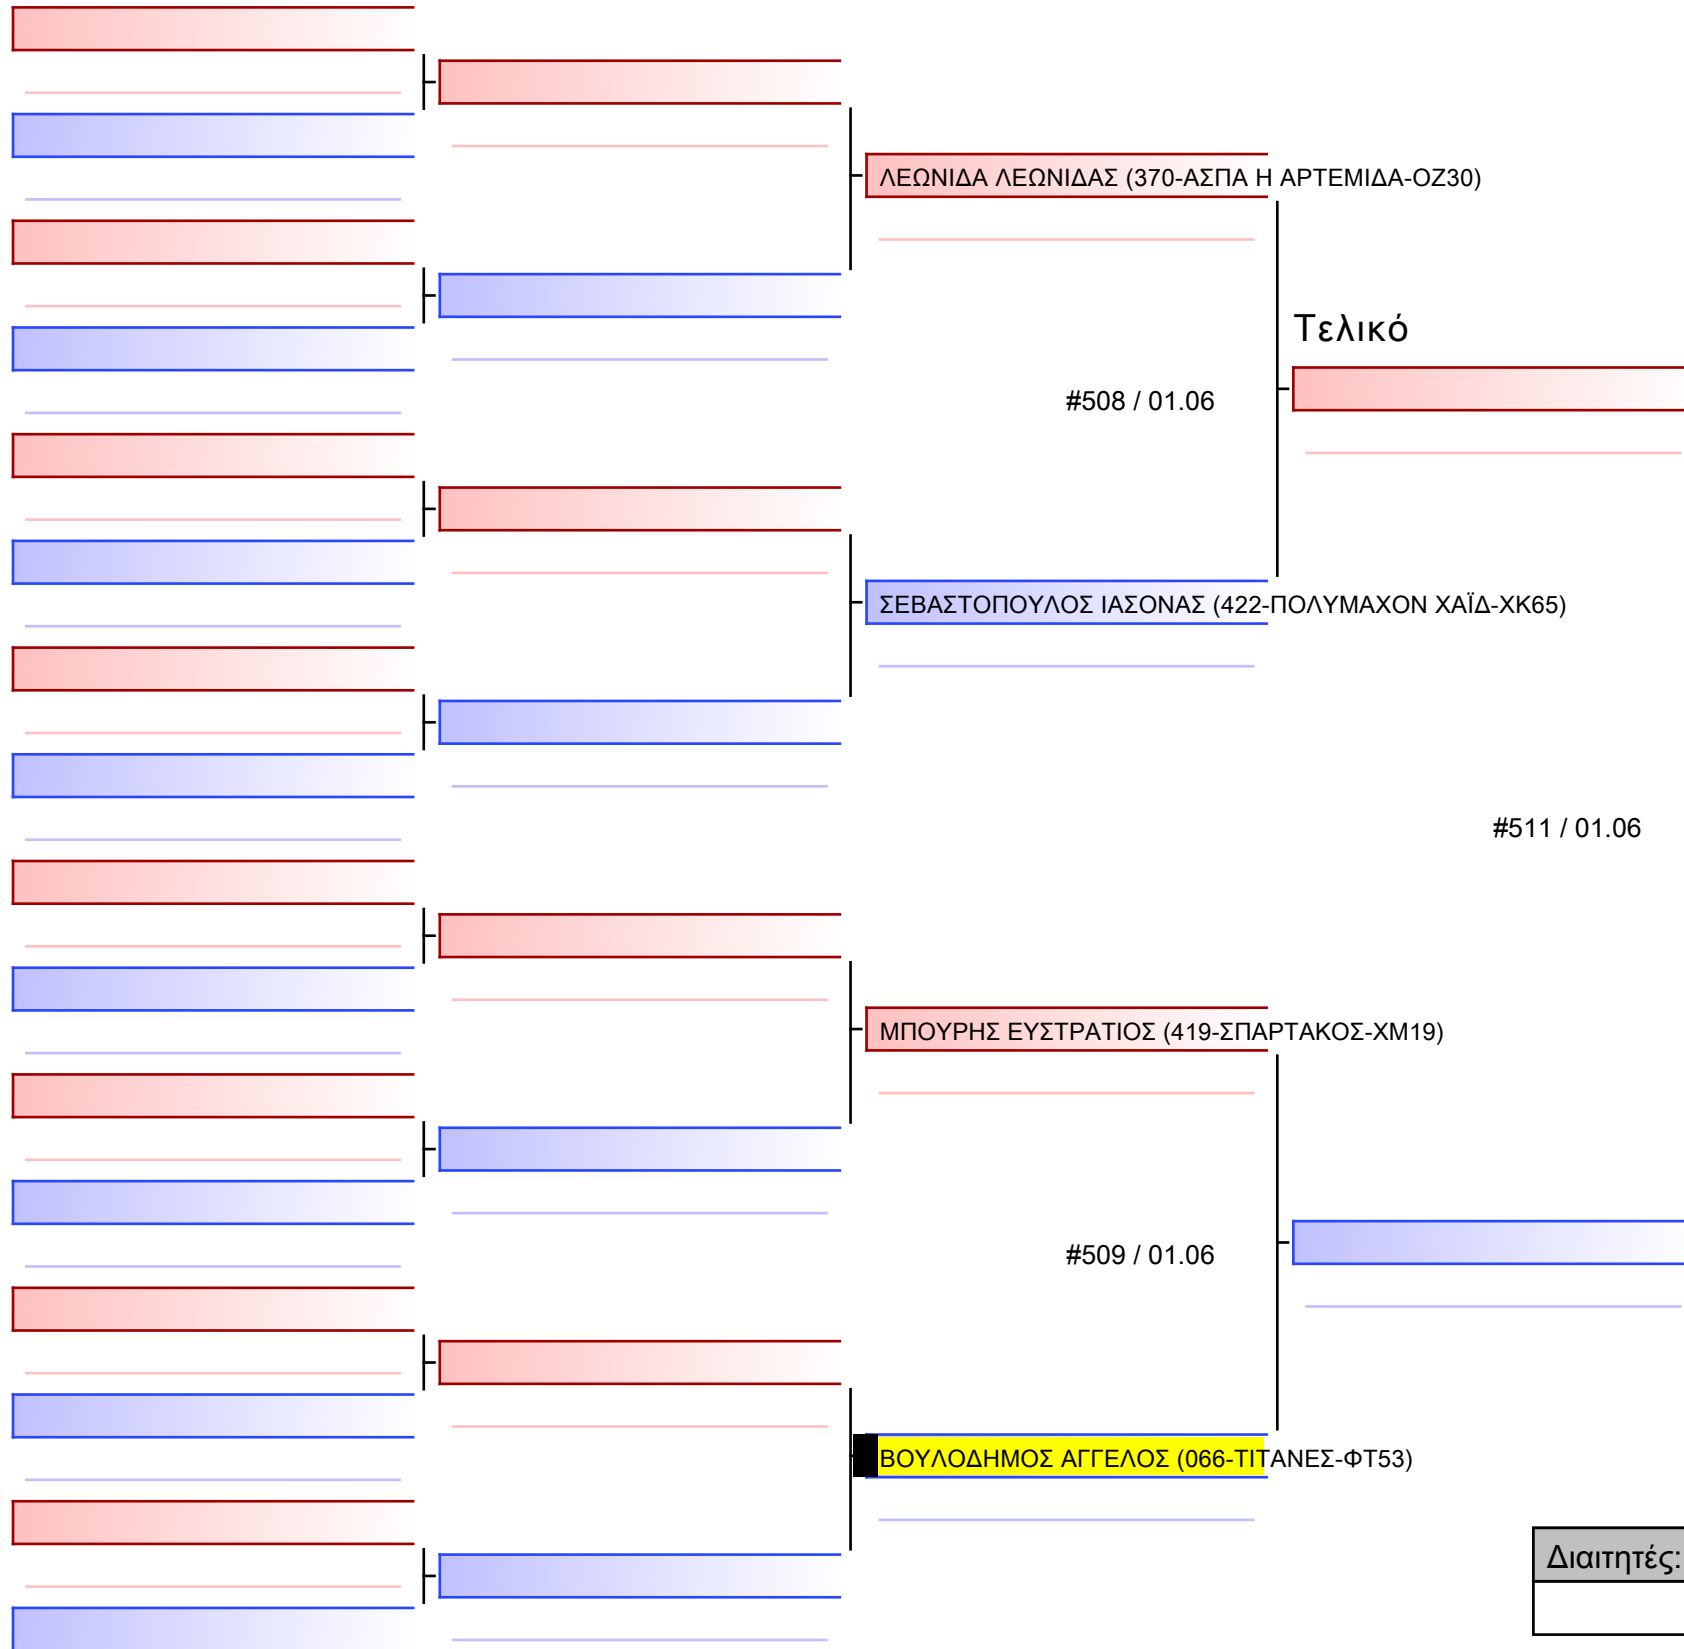 ΛΕΩΝΙΔΑ ΛΕΩΝΙΔΑΣ (370-ΑΣΠΑ Η ΑΡΤΕΜΙΔΑ-ΟΖ30)
Τελικό
#508 / 01.06
ΣΕΒΑΣΤΟΠΟΥΛΟΣ ΙΑΣΟΝΑΣ (422-ΠΟΛΥΜΑΧΟΝ ΧΑΪΔ-ΧΚ65)
#511 / 01.06
ΜΠΟΥΡΗΣ ΕΥΣΤΡΑΤΙΟΣ (419-ΣΠΑΡΤΑΚΟΣ-ΧΜ19)
#509 / 01.06
ΒΟΥΛΟΔΗΜΟΣ ΑΓΓΕΛΟΣ (066-ΤΙΤΑΝΕΣ-ΦΤ53)
Διαιτητές: